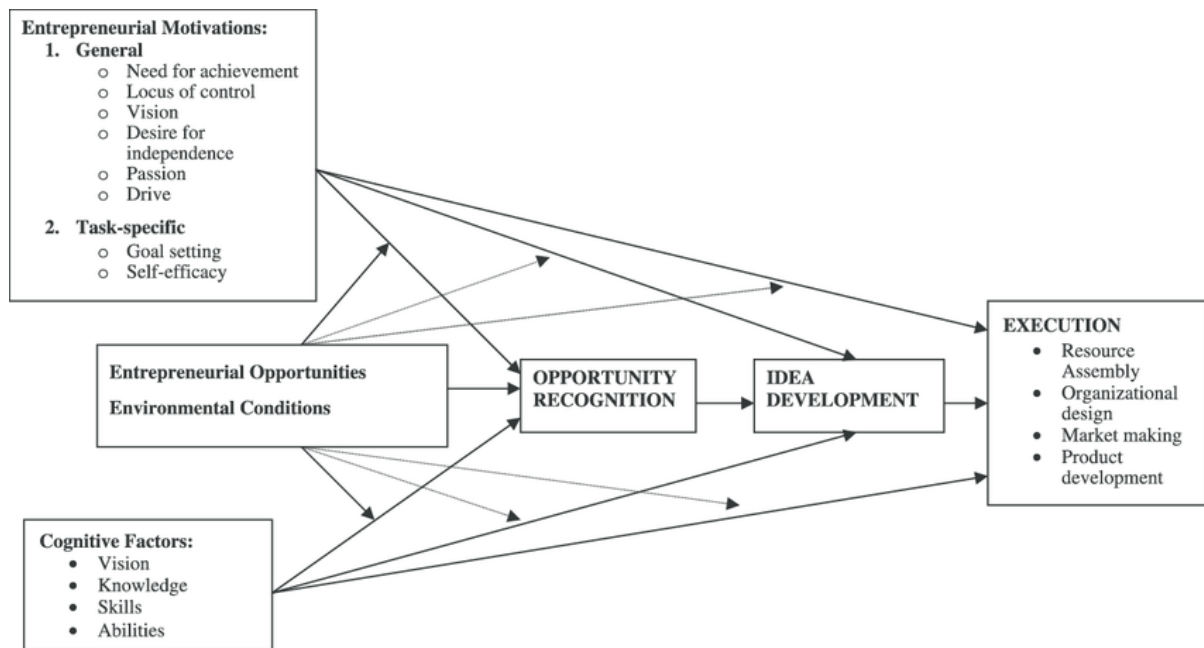 Entrepreneurial Motivations:
1. General
o Need for achievement
o Locus of control
o Vision
o Desire for
independence
o Passion
o Drive
2. Task-specific
o Goal setting
o Self-efficacy
Entrepreneurial Opportunities
Environmental Conditions
OPPORTUNITY
RECOGNITION
IDEA
DEVELOPMENT
EXECUTION
• Resource
Assembly
• Organizational
design
• Market making
• Product
development
Cognitive Factors:
• Vision
• Knowledge
• Skills
• Abilities